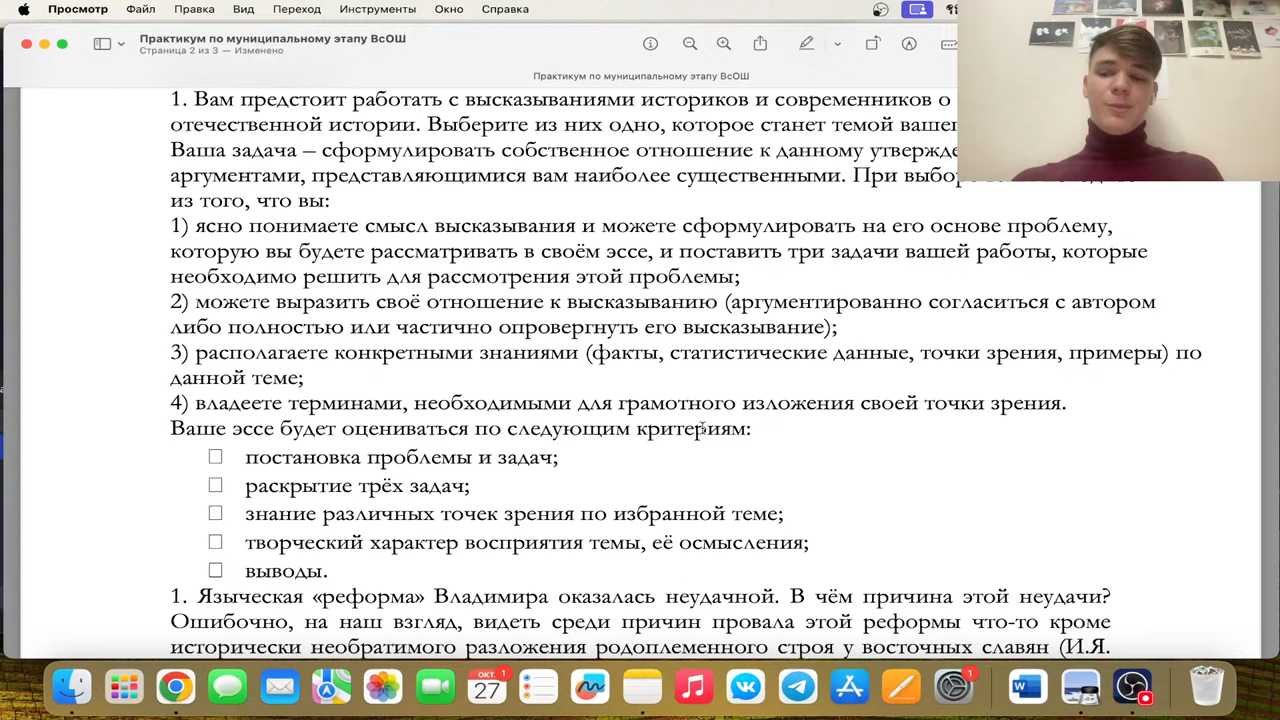 Просмотр Файл Правка Вид Переход Инструменты Окно Справка
Практикум по муниципальному этапу ВсОШ
Страница 2 из 3 — Изменено
Практикум по муниципальному этапу ВсОШ
1. Вам предстоит работать с высказываниями историков и современников о
отечественной истории. Выберите из них одно, которое станет темой вашег
Ваша задача – сформулировать собственное отношение к данному утвержде
аргументами, представляющимися вам наиболее существенными. При выбор
из того, что вы:
1) ясно понимаете смысл высказывания и можете сформулировать на его основе проблему,
которую вы будете рассматривать в своём эссе, и поставить три задачи вашей работы, которые
необходимо решить для рассмотрения этой проблемы;
2) можете выразить своё отношение к высказыванию (аргументированно согласиться с автором
либо полностью или частично опровергнуть его высказывание);
3) располагаете конкретными знаниями (факты, статистические данные, точки зрения, примеры) по
данной теме;
4) владеете терминами, необходимыми для грамотного изложения своей точки зрения.
Ваше эссе будет оцениваться по следующим критериям:
постановка проблемы и задач;
раскрытие трёх задач;
знание различных точек зрения по избранной теме;
творческий характер восприятия темы, её осмысления;
выводы.
1. Языческая «реформа» Владимира оказалась неудачной. В чём причина этой неудачи?
Ошибочно, на наш взгляд, видеть среди причин провала этой реформы что-то кроме
исторически необратимого разложения родоплеменного строя у восточных славян (И.Я.
ОКТ. 1
27
1